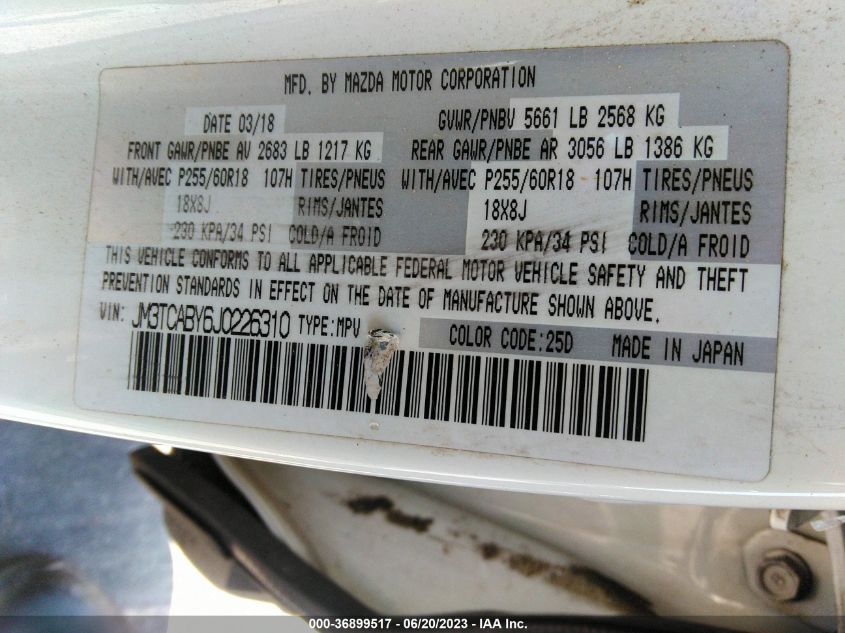 MFD. BY MAZDA MOTOR CORPORATION
DATE 03/18 GVWR/PNBV 5661 LB 2568 KG
FRONT GAWR/PNBE AV 2683 LB 1217 KG REAR GAWR/PNBE AR 3056 LB 1386 KG
WITH/AVEC P255/60R18 107H TIRES/PNEUS WITH/AVEC P255/60R18 107H TIRES/PNEUS
18X8J RIMS/JANTES 18X8J RIMS/JANTES
230 KPA/34 PSI COLD/A FROID 230 KPA/34 PSI COLD/A FROID
THIS VEHICLE CONFORMS TO ALL APPLICABLE FEDERAL MOTOR VEHICLE SAFETY AND THEFT
PREVENTION STANDARDS IN EFFECT ON THE DATE OF MANUFACTURE SHOWN ABOVE.
VIN: JM3TCABY6J0226310 TYPE:MPV COLOR CODE:25D MADE IN JAPAN
000-36899517 - 06/20/2023 - IAA Inc.